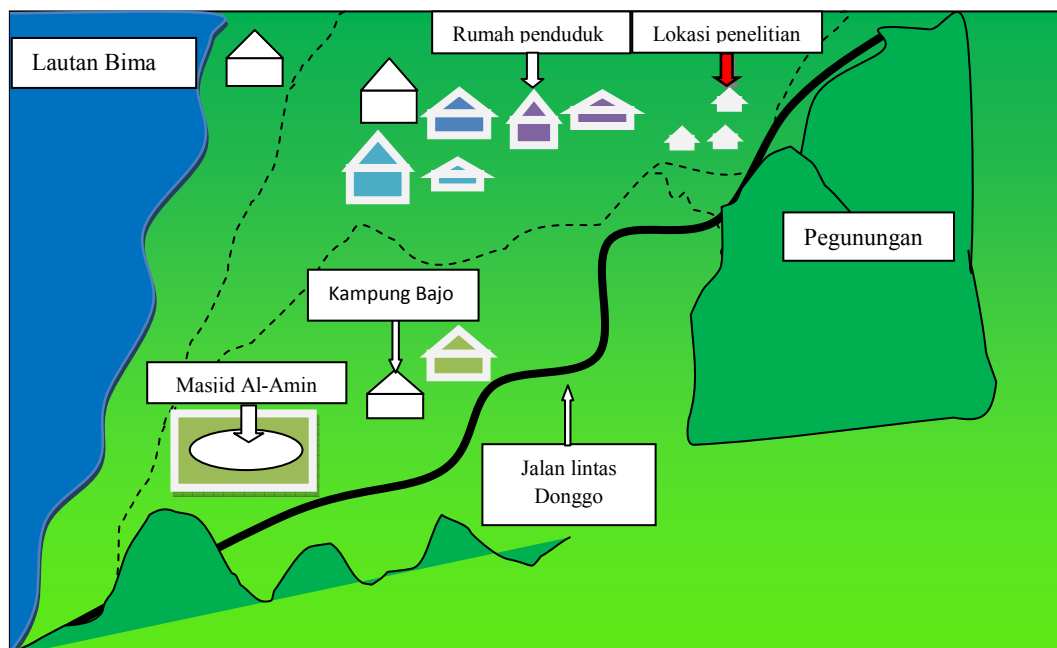 Rumah penduduk
Lokasi penelitian
Lautan Bima
Pegunungan
Kampung Bajo
Masjid Al-Amin
Jalan lintas
Donggo